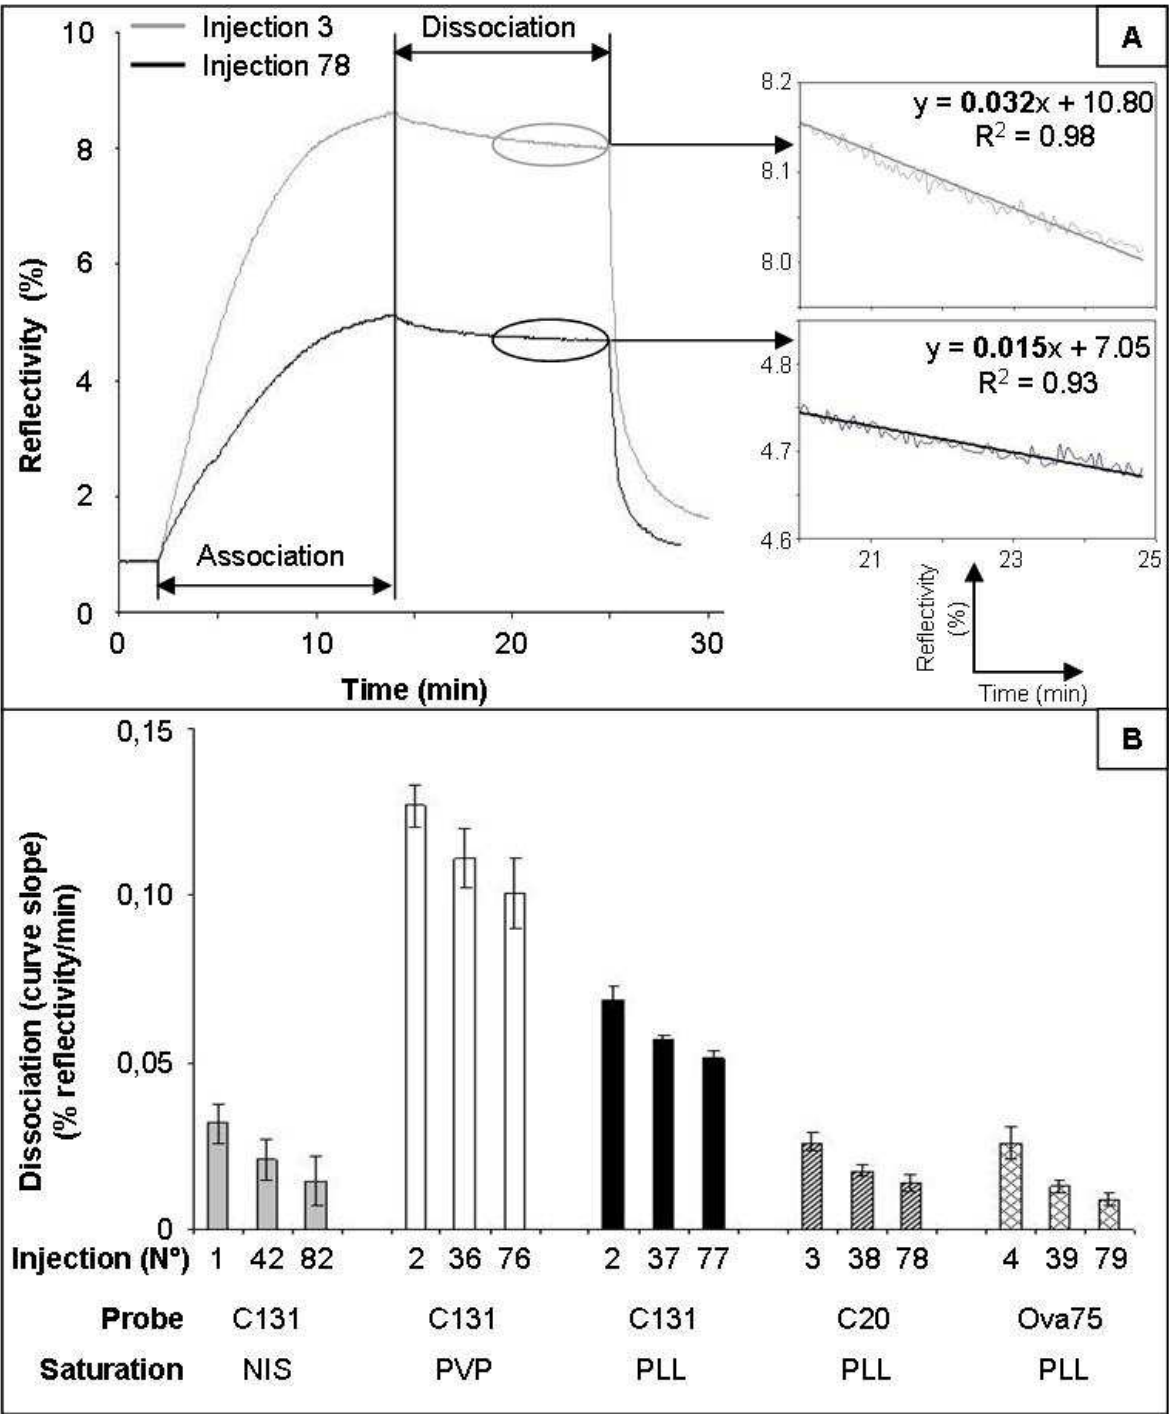 A
Injection 3
Injection 78
Dissociation
Association
10
8
6
4
2
0
Reflectivity (%)
0 10 20 30
Time (min)
8.2
8.1
8.0
y = 0.032x + 10.80
R² = 0.98
4.8
4.7
4.6
y = 0.015x + 7.05
R² = 0.93
21 23 25
Reflectivity
(%)
Time (min)
B
0,15
0,10
0,05
0
Dissociation (curve slope)
(% reflectivity/min)
Injection (N°) 1 42 82 2 36 76 2 37 77 3 38 78 4 39 79
Probe C131 C131 C131 C20 Ova75
Saturation NIS PVP PLL PLL PLL